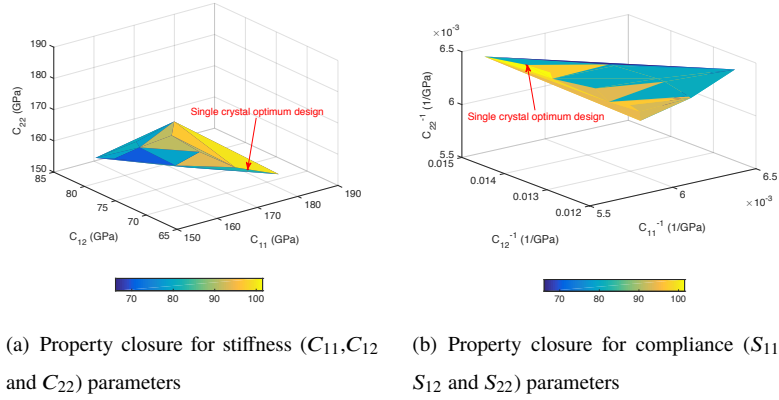 190
180
170
160
150
C22 (GPa)
85
80
75
70
65
C12 (GPa)
150
160
170
180
190
C11 (GPa)
Single crystal optimum design
70 80 90 100
×10-3
6.5
6
5.5
C22-1 (1/GPa)
0.015
0.014
0.013
0.012
C12-1 (1/GPa)
5.5
6
6.5
×10-3
C11-1 (1/GPa)
Single crystal optimum design
70 80 90 100
(a) Property closure for stiffness (C11,C12
and C22) parameters
(b) Property closure for compliance (S11
S12 and S22) parameters